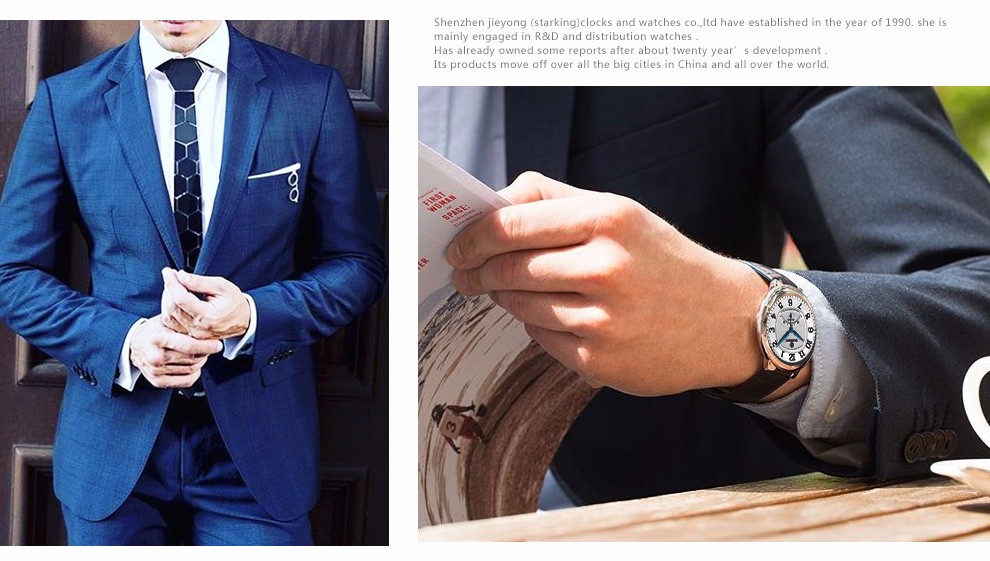 Shenzhen jieyong (starking)clocks and watches co.,ltd have established in the year of 1990. she is
mainly engaged in R&D and distribution watches .
Has already owned some reports after about twenty year’s development .
Its products move off over all the big cities in China and all over the world.
FIRST
WOMAN
SPACE:
3